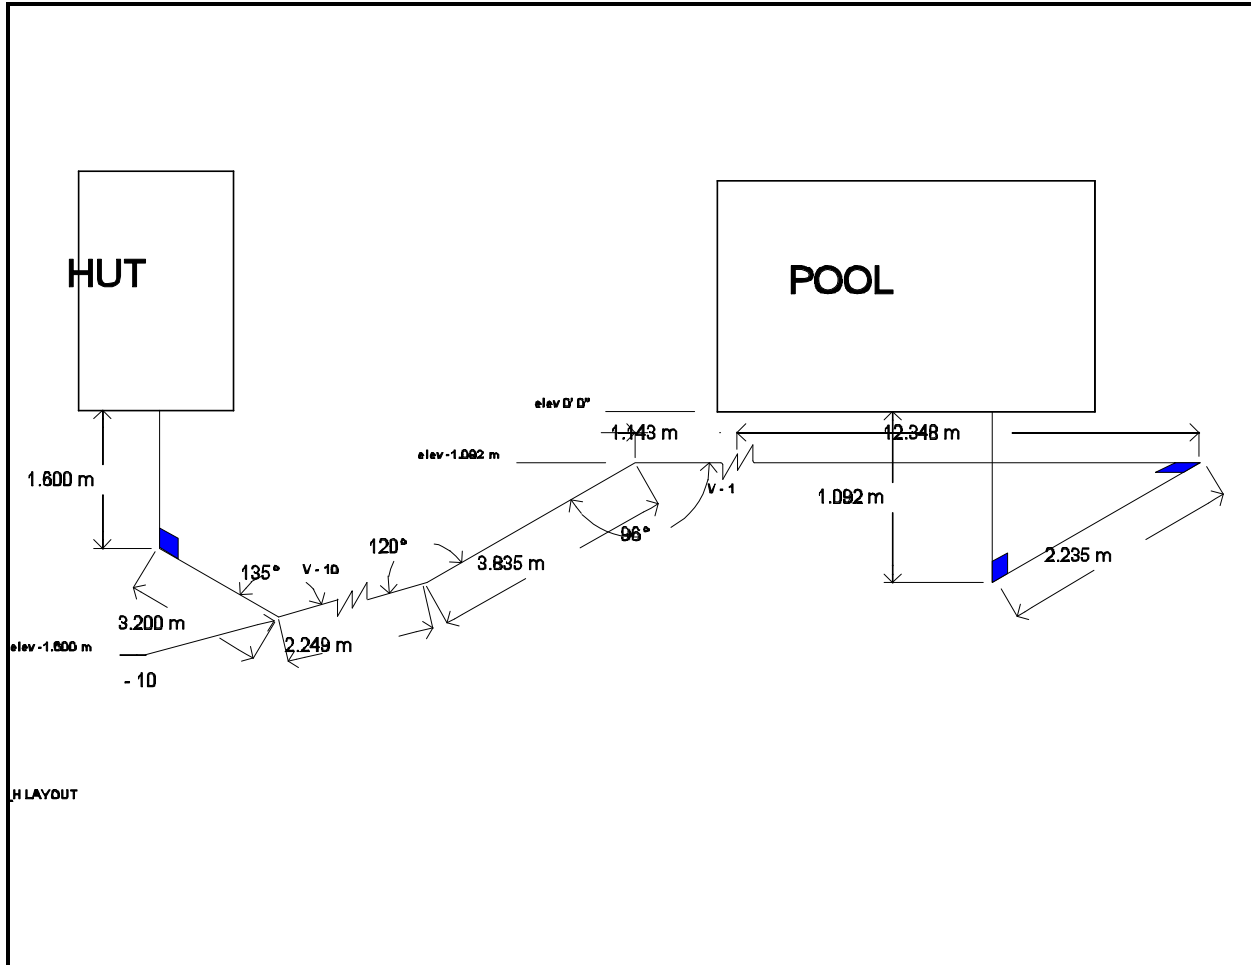 HUT
POOL
elev 0' 0"
1.143 m
12.348 m
elev -1.092 m
1.600 m
V - 1
1.092 m
96°
120°
3.835 m
2.235 m
135°
V - 10
3.200 m
2.249 m
elev -1.600 m
- 10
H LAYOUT